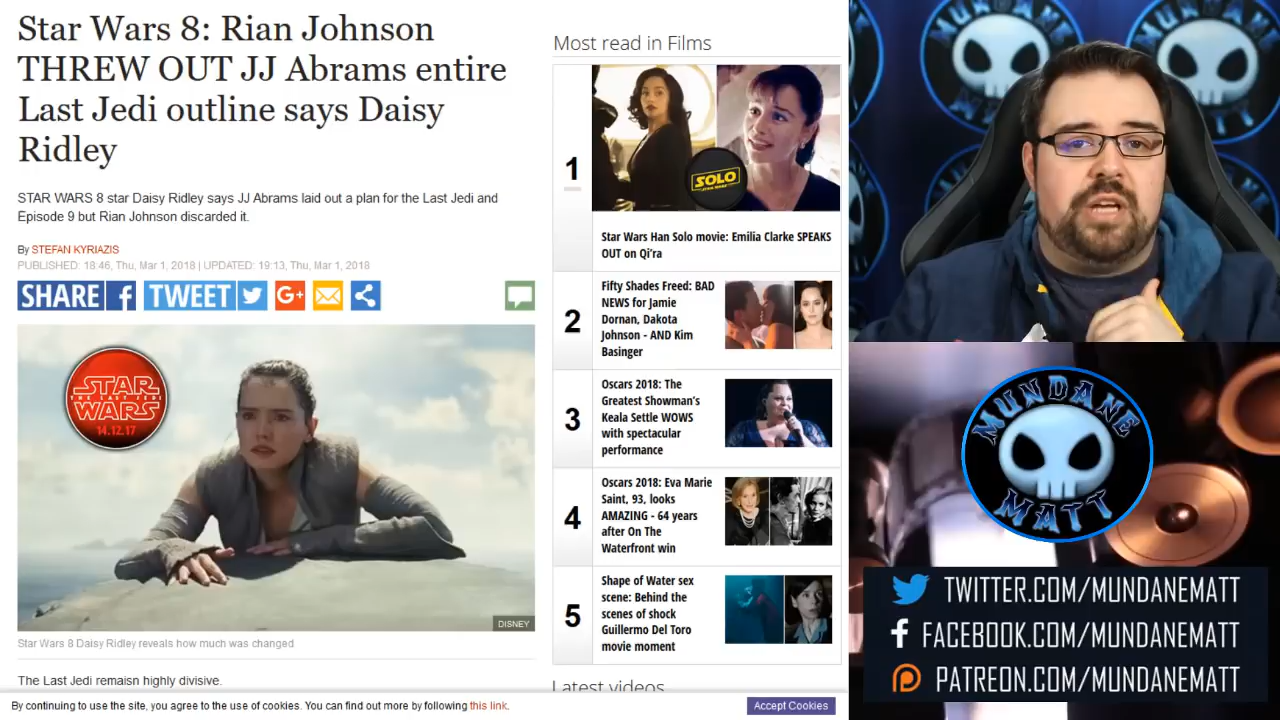 Star Wars 8: Rian Johnson
THREW OUT JJ Abrams entire
Last Jedi outline says Daisy
Ridley
STAR WARS 8 star Daisy Ridley says JJ Abrams laid out a plan for the Last Jedi and
Episode 9 but Rian Johnson discarded it.
By STEFAN KYRIAZIS
PUBLISHED: 18:46, Thu, Mar 1, 2018 | UPDATED: 19:13, Thu, Mar 1, 2018
SHARE f
TWEET
G+
STAR
THE LAST JEDI
WARS
14.12.17
DISNEY
Star Wars 8 Daisy Ridley reveals how much was changed
The Last Jedi remaisn highly divisive.
Most read in Films
1
SOLO
STAR WARS
Star Wars Han Solo movie: Emilia Clarke SPEAKS
OUT on Qi'ra
2
Fifty Shades Freed: BAD
NEWS for Jamie
Dornan, Dakota
Johnson - AND Kim
Basinger
3
Oscars 2018: The
Greatest Showman's
Keala Settle WOWS
with spectacular
performance
4
Oscars 2018: Eva Marie
Saint, 93, looks
AMAZING - 64 years
after On The
Waterfront win
5
Shape of Water sex
scene: Behind the
scenes of shock
Guillermo Del Toro
movie moment
Latest videos
By continuing to use the site, you agree to the use of cookies. You can find out more by following this link.
Accept Cookies
MUNDANE
MATT
MUNDANE
MATT
TWITTER.COM/MUNDANEMATT
f FACEBOOK.COM/MUNDANEMATT
PATREON.COM/MUNDANEMATT